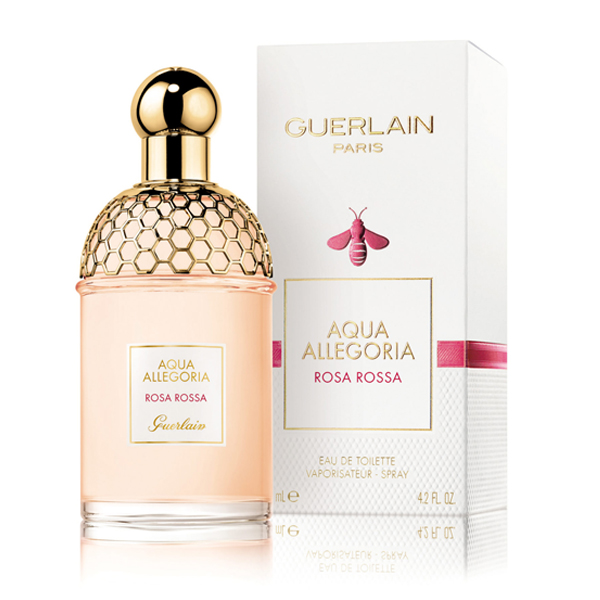 GUERLAIN
PARIS
AQUA
ALLEGORIA
ROSA ROSSA
EAU DE TOILETTE
VAPORISATEUR - SPRAY
mL e 4.2 FL. OZ.
AQUA
ALLEGORIA
ROSA ROSSA
Guerlain